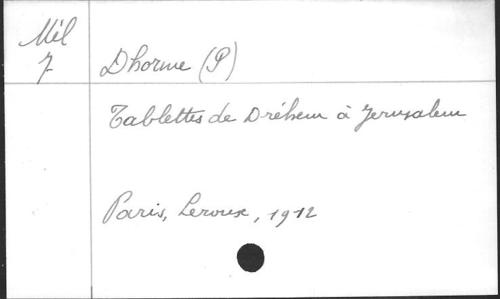 Mél
7
Dhorme (P)
Tablettes de Dréhem à Jerusalem
Paris, Leroux, 1912